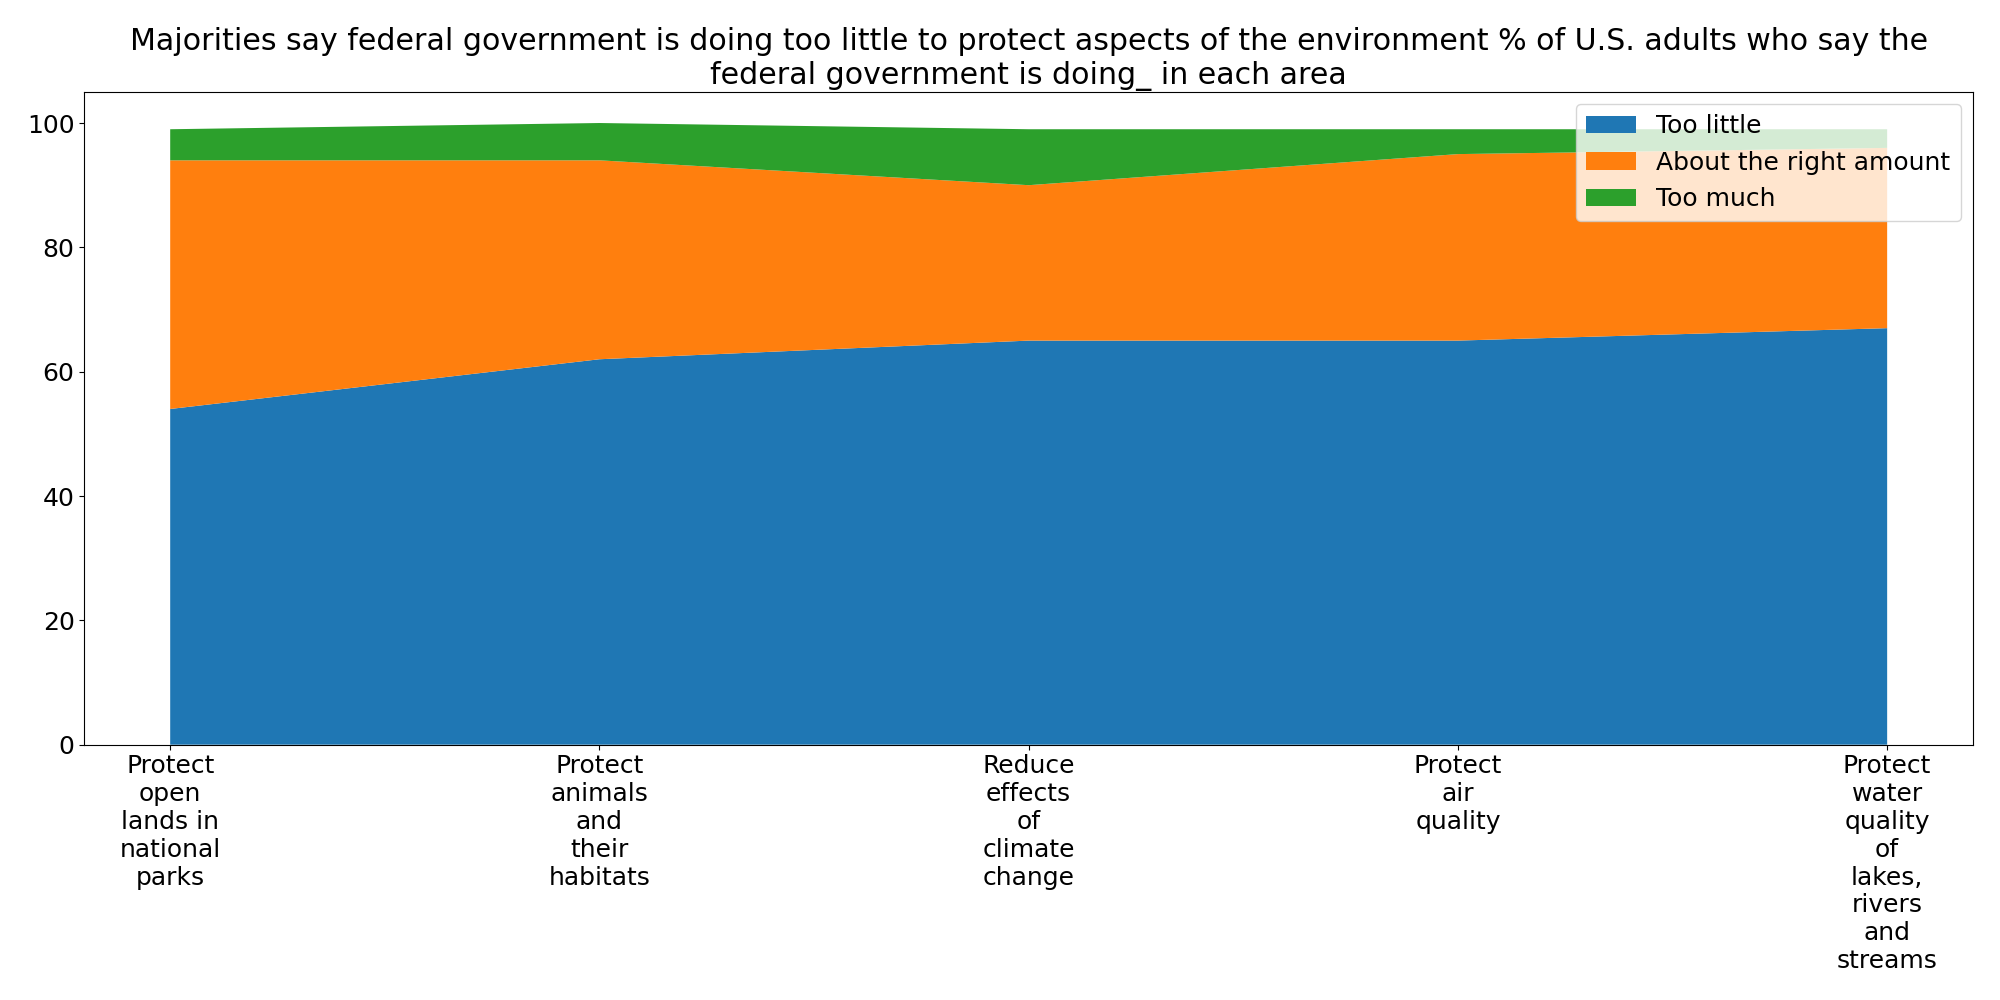 Majorities say federal government is doing too little to protect aspects of the environment % of U.S. adults who say the
federal government is doing_ in each area
Too little
About the right amount
Too much
100
80
60
40
20
0
Protect
open
lands in
national
parks
Protect
animals
and
their
habitats
Reduce
effects
of
climate
change
Protect
air
quality
Protect
water
quality
of
lakes,
rivers
and
streams